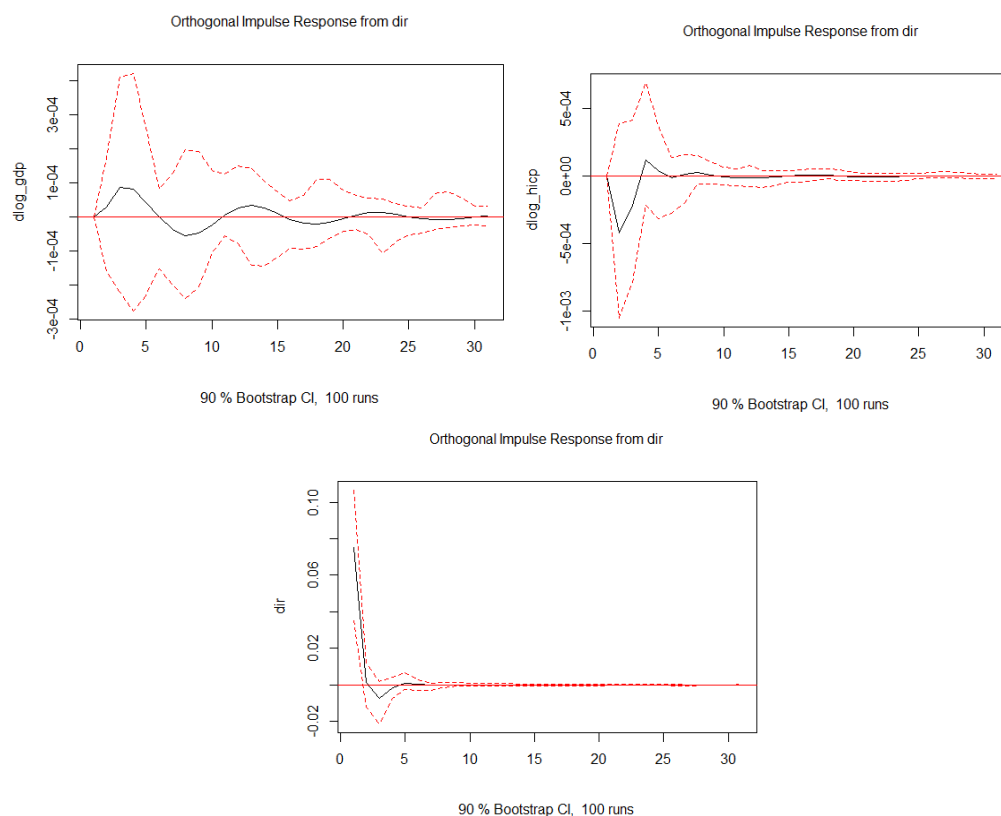 Orthogonal Impulse Response from dir
dlog_gdp
3e-04
1e-04
-1e-04
-3e-04
0 5 10 15 20 25 30
90 % Bootstrap CI, 100 runs
Orthogonal Impulse Response from dir
dlog_hicp
5e-04
0e+00
-5e-04
-1e-03
0 5 10 15 20 25 30
90 % Bootstrap CI, 100 runs
Orthogonal Impulse Response from dir
dir
0.10
0.06
0.02
-0.02
0 5 10 15 20 25 30
90 % Bootstrap CI, 100 runs